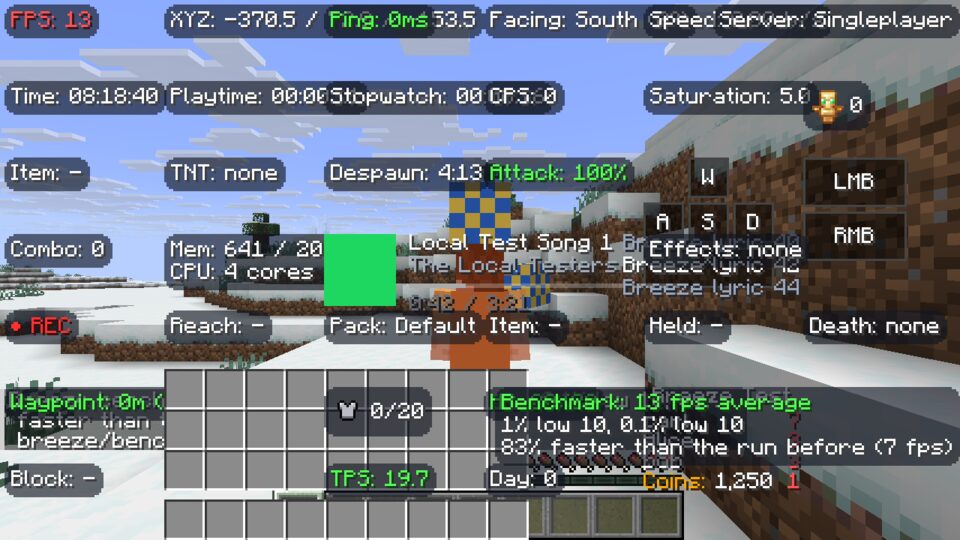 FPS: 13
XYZ: -370.5 /
Ping: 0ms
53.5
Facing: South
Speed
Server: Singleplayer
Time: 08:18:40
Playtime: 00:00
Stopwatch: 00
CPS: 0
Saturation: 5.0
0
Item: -
TNT: none
Despawn: 4:13
Attack: 100%
W
LMB
A S D
RMB
Combo: 0
Mem: 641 / 20
CPU: 4 cores
Local Test Song 1
The Local Testers
3:21
Effects: none
Breeze lyric 42
Breeze lyric 44
REC
Reach: -
Pack: Default
Item: -
Held: -
Death: none
Waypoint: 0m
faster than
breeze/benc
0/20
Benchmark: 13 fps average
1% low 10, 0.1% low 10
83% faster than the run before (7 fps)
Block: -
TPS: 19.7
Day: 0
Coins: 1,250
1